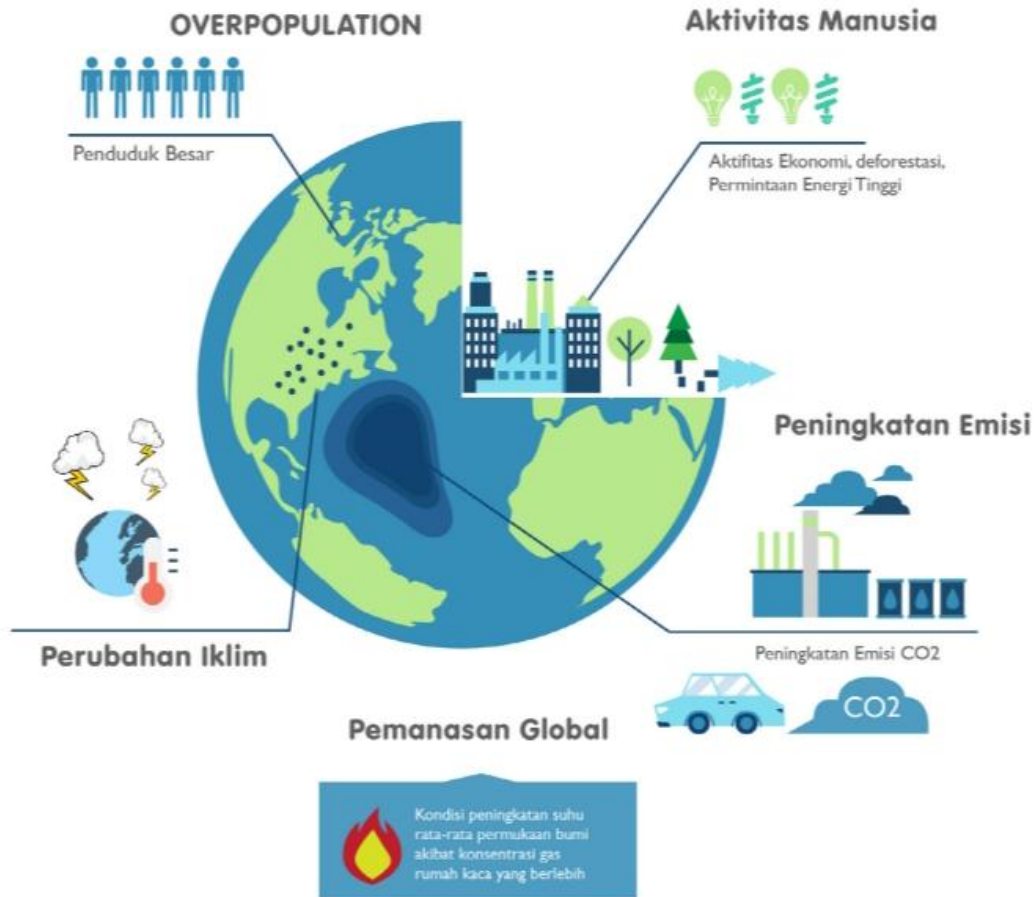 OVERPOPULATION
Penduduk Besar
Aktivitas Manusia
Aktifitas Ekonomi, deforestasi,
Permintaan Energi Tinggi
Peningkatan Emisi
Peningkatan Emisi CO2
CO2
Perubahan Iklim
Pemanasan Global
Kondisi peningkatan suhu
rata-rata permukaan bumi
akibat konsentrasi gas
rumah kaca yang berlebih